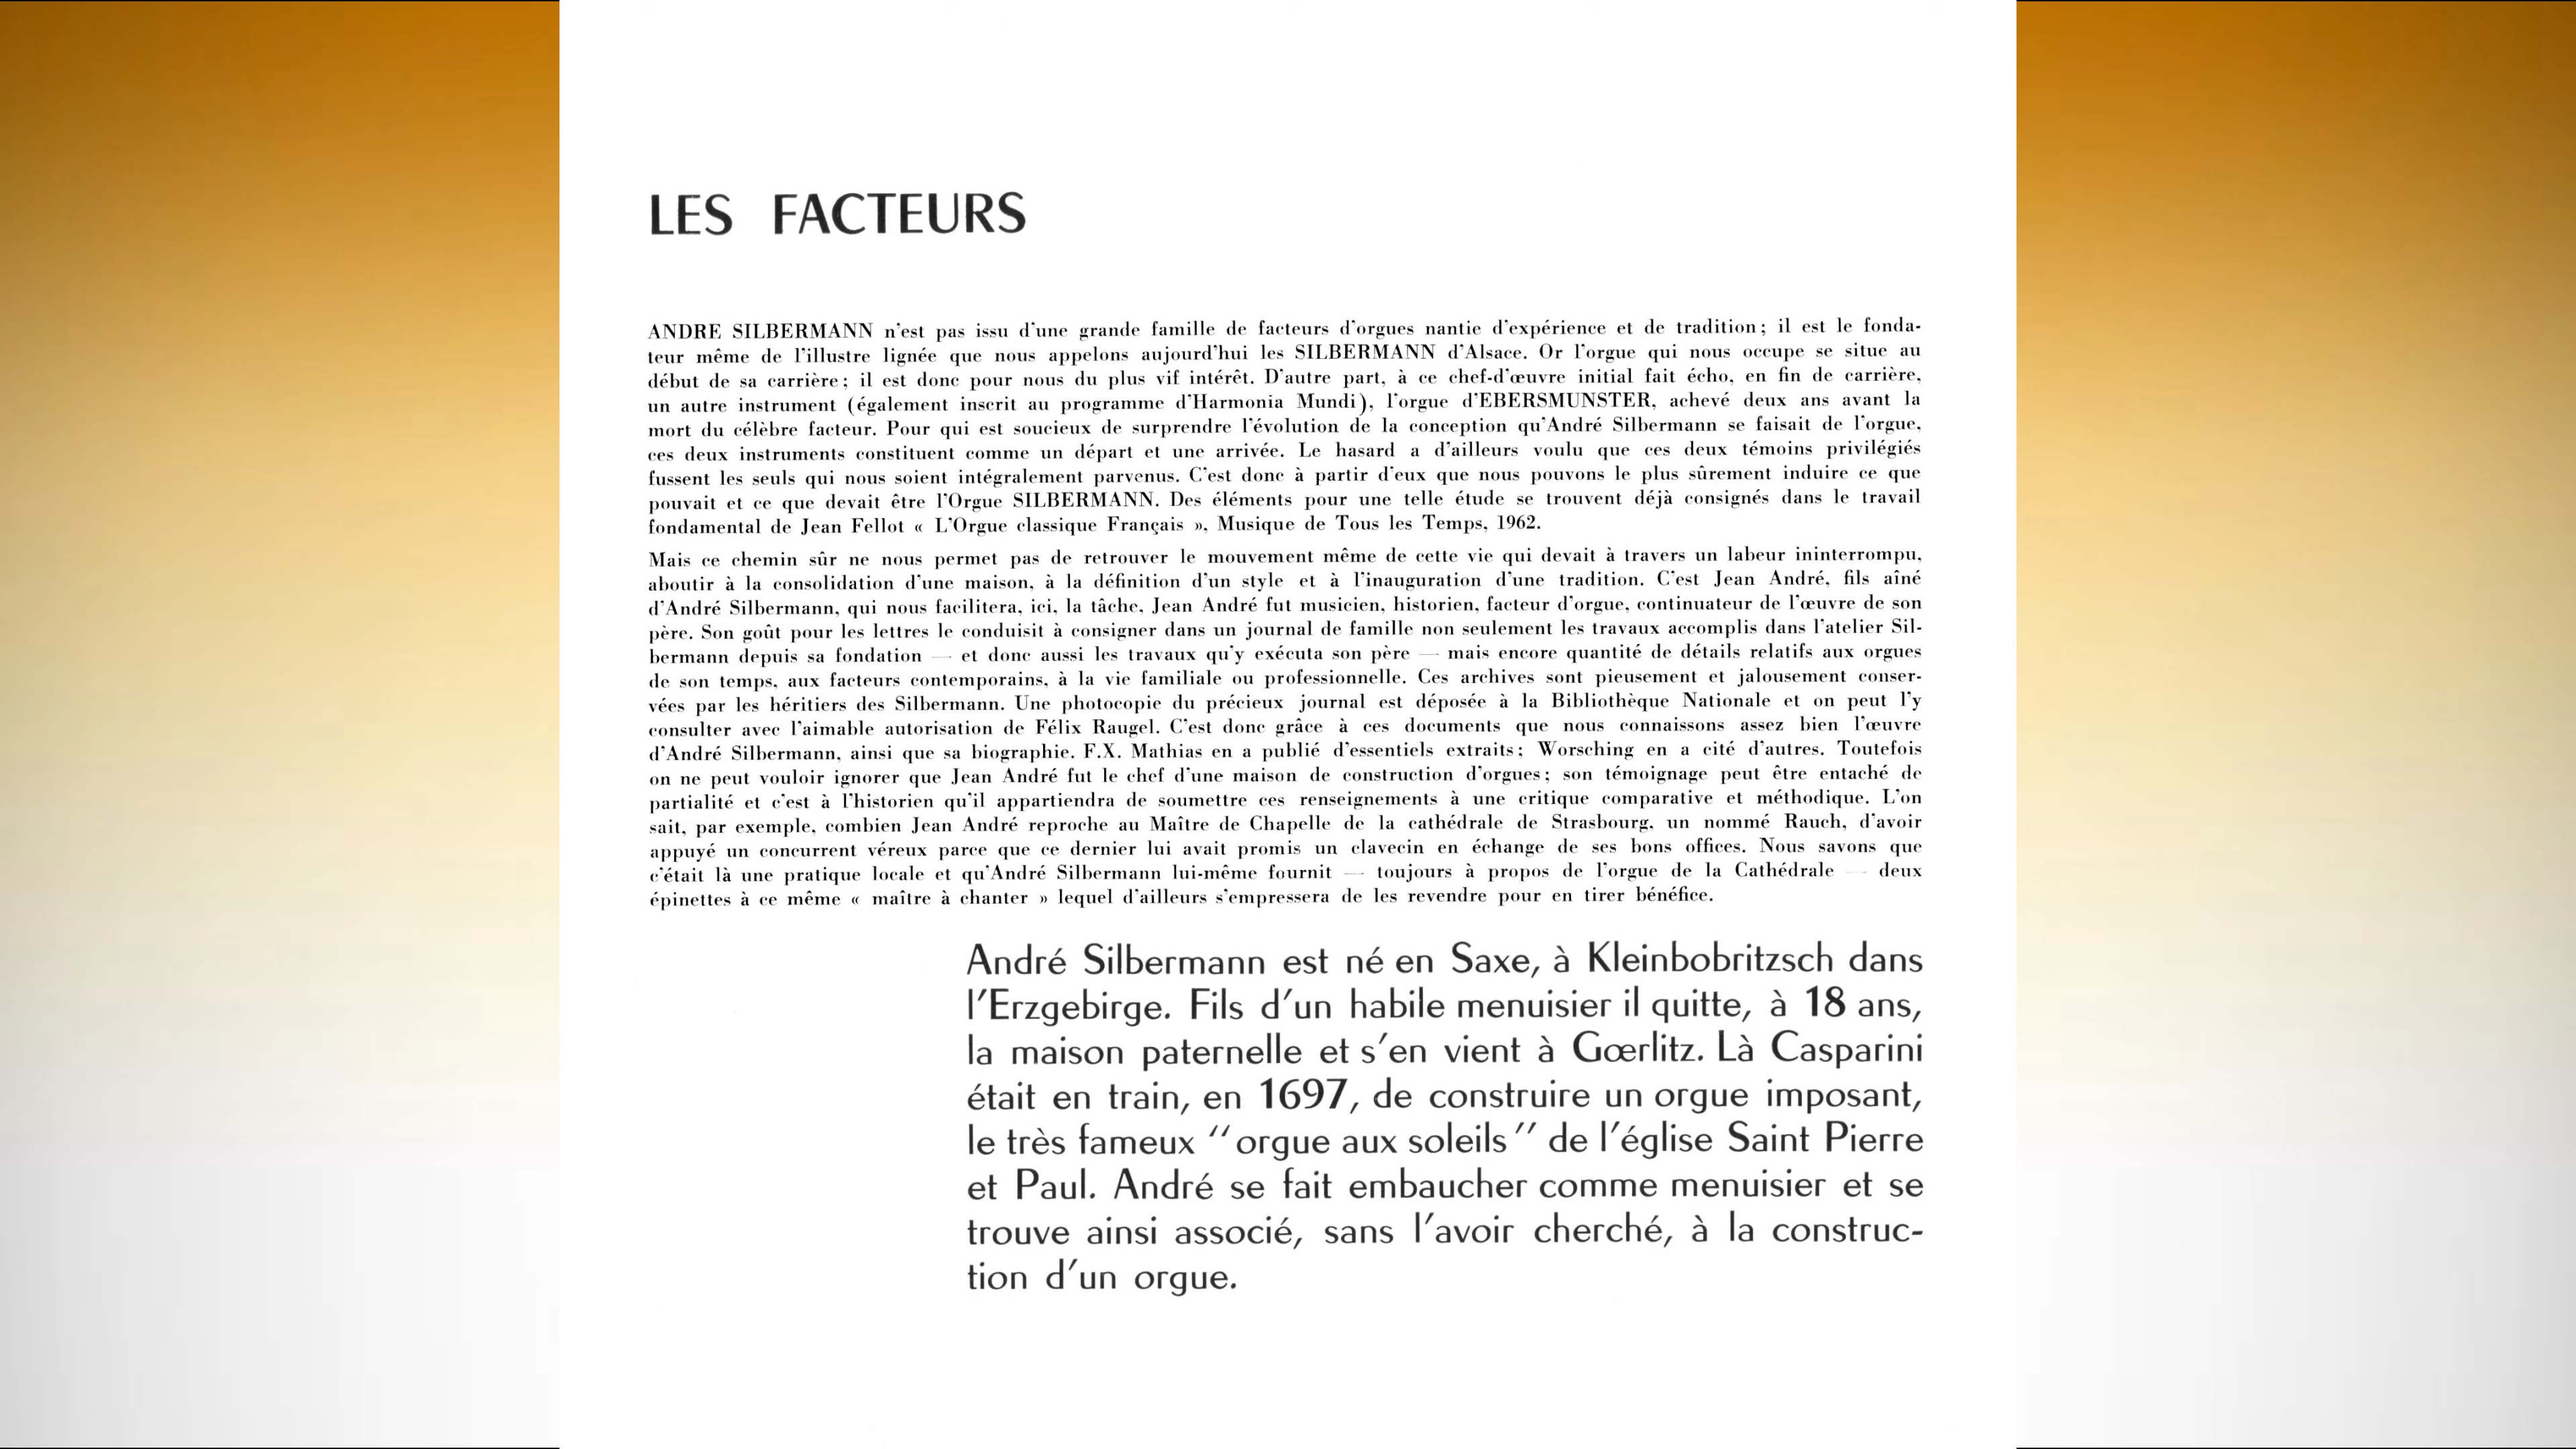 LES FACTEURS
ANDRE SILBERMANN n'est pas issu d'une grande famille de facteurs d'orgues nantie d'expérience et de tradition; il est le fonda-
teur même de l'illustre lignée que nous appelons aujourd'hui les SILBERMANN d'Alsace. Or l'orgue qui nous occupe se situe au
début de sa carrière; il est donc pour nous du plus vif intérêt. D'autre part, à ce chef-d'œuvre initial fait écho, en fin de carrière,
un autre instrument (également inscrit au programme d'Harmonia Mundi), l'orgue d'EBERSMUNSTER, achevé deux ans avant la
mort du célèbre facteur. Pour qui est soucieux de surprendre l'évolution de la conception qu'André Silbermann se faisait de l'orgue,
ces deux instruments constituent comme un départ et une arrivée. Le hasard a d'ailleurs voulu que ces deux témoins privilégiés
fussent les seuls qui nous soient intégralement parvenus. C'est donc à partir d'eux que nous pouvons le plus sûrement induire ce que
pouvait et ce que devait être l'Orgue SILBERMANN. Des éléments pour une telle étude se trouvent déjà consignés dans le travail
fondamental de Jean Fellot « L'Orgue classique Français », Musique de Tous les Temps, 1962.
Mais ce chemin sûr ne nous permet pas de retrouver le mouvement même de cette vie qui devait à travers un labeur ininterrompu,
aboutir à la consolidation d'une maison, à la définition d'un style et à l'inauguration d'une tradition. C'est Jean André, fils aîné
d'André Silbermann, qui nous facilitera, ici, la tâche, Jean André fut musicien, historien, facteur d'orgue, continuateur de l'œuvre de son
père. Son goût pour les lettres le conduisit à consigner dans un journal de famille non seulement les travaux accomplis dans l'atelier Sil-
bermann depuis sa fondation — et donc aussi les travaux qu'y exécuta son père — mais encore quantité de détails relatifs aux orgues
de son temps, aux facteurs contemporains, à la vie familiale ou professionnelle. Ces archives sont pieusement et jalousement conser-
vées par les héritiers des Silbermann. Une photocopie du précieux journal est déposée à la Bibliothèque Nationale et on peut l'y
consulter avec l'aimable autorisation de Félix Raugel. C'est donc grâce à ces documents que nous connaissons assez bien l'œuvre
d'André Silbermann, ainsi que sa biographie. F.X. Mathias en a publié d'essentiels extraits; Worsching en a cité d'autres. Toutefois
on ne peut vouloir ignorer que Jean André fut le chef d'une maison de construction d'orgues; son témoignage peut être entaché de
partialité et c'est à l'historien qu'il appartiendra de soumettre ces renseignements à une critique comparative et méthodique. L'on
sait, par exemple, combien Jean André reproche au Maître de Chapelle de la cathédrale de Strasbourg, un nommé Rauch, d'avoir
appuyé un concurrent véreux parce que ce dernier lui avait promis un clavecin en échange de ses bons offices. Nous savons que
c'était là une pratique locale et qu'André Silbermann lui-même fournit — toujours à propos de l'orgue de la Cathédrale — deux
épinettes à ce même « maître à chanter » lequel d'ailleurs s'empressera de les revendre pour en tirer bénéfice.
André Silbermann est né en Saxe, à Kleinbobritzsch dans
l'Erzgebirge. Fils d'un habile menuisier il quitte, à 18 ans,
la maison paternelle et s'en vient à Gœrlitz. Là Casparini
était en train, en 1697, de construire un orgue imposant,
le très fameux "orgue aux soleils" de l'église Saint Pierre
et Paul. André se fait embaucher comme menuisier et se
trouve ainsi associé, sans l'avoir cherché, à la construc-
tion d'un orgue.